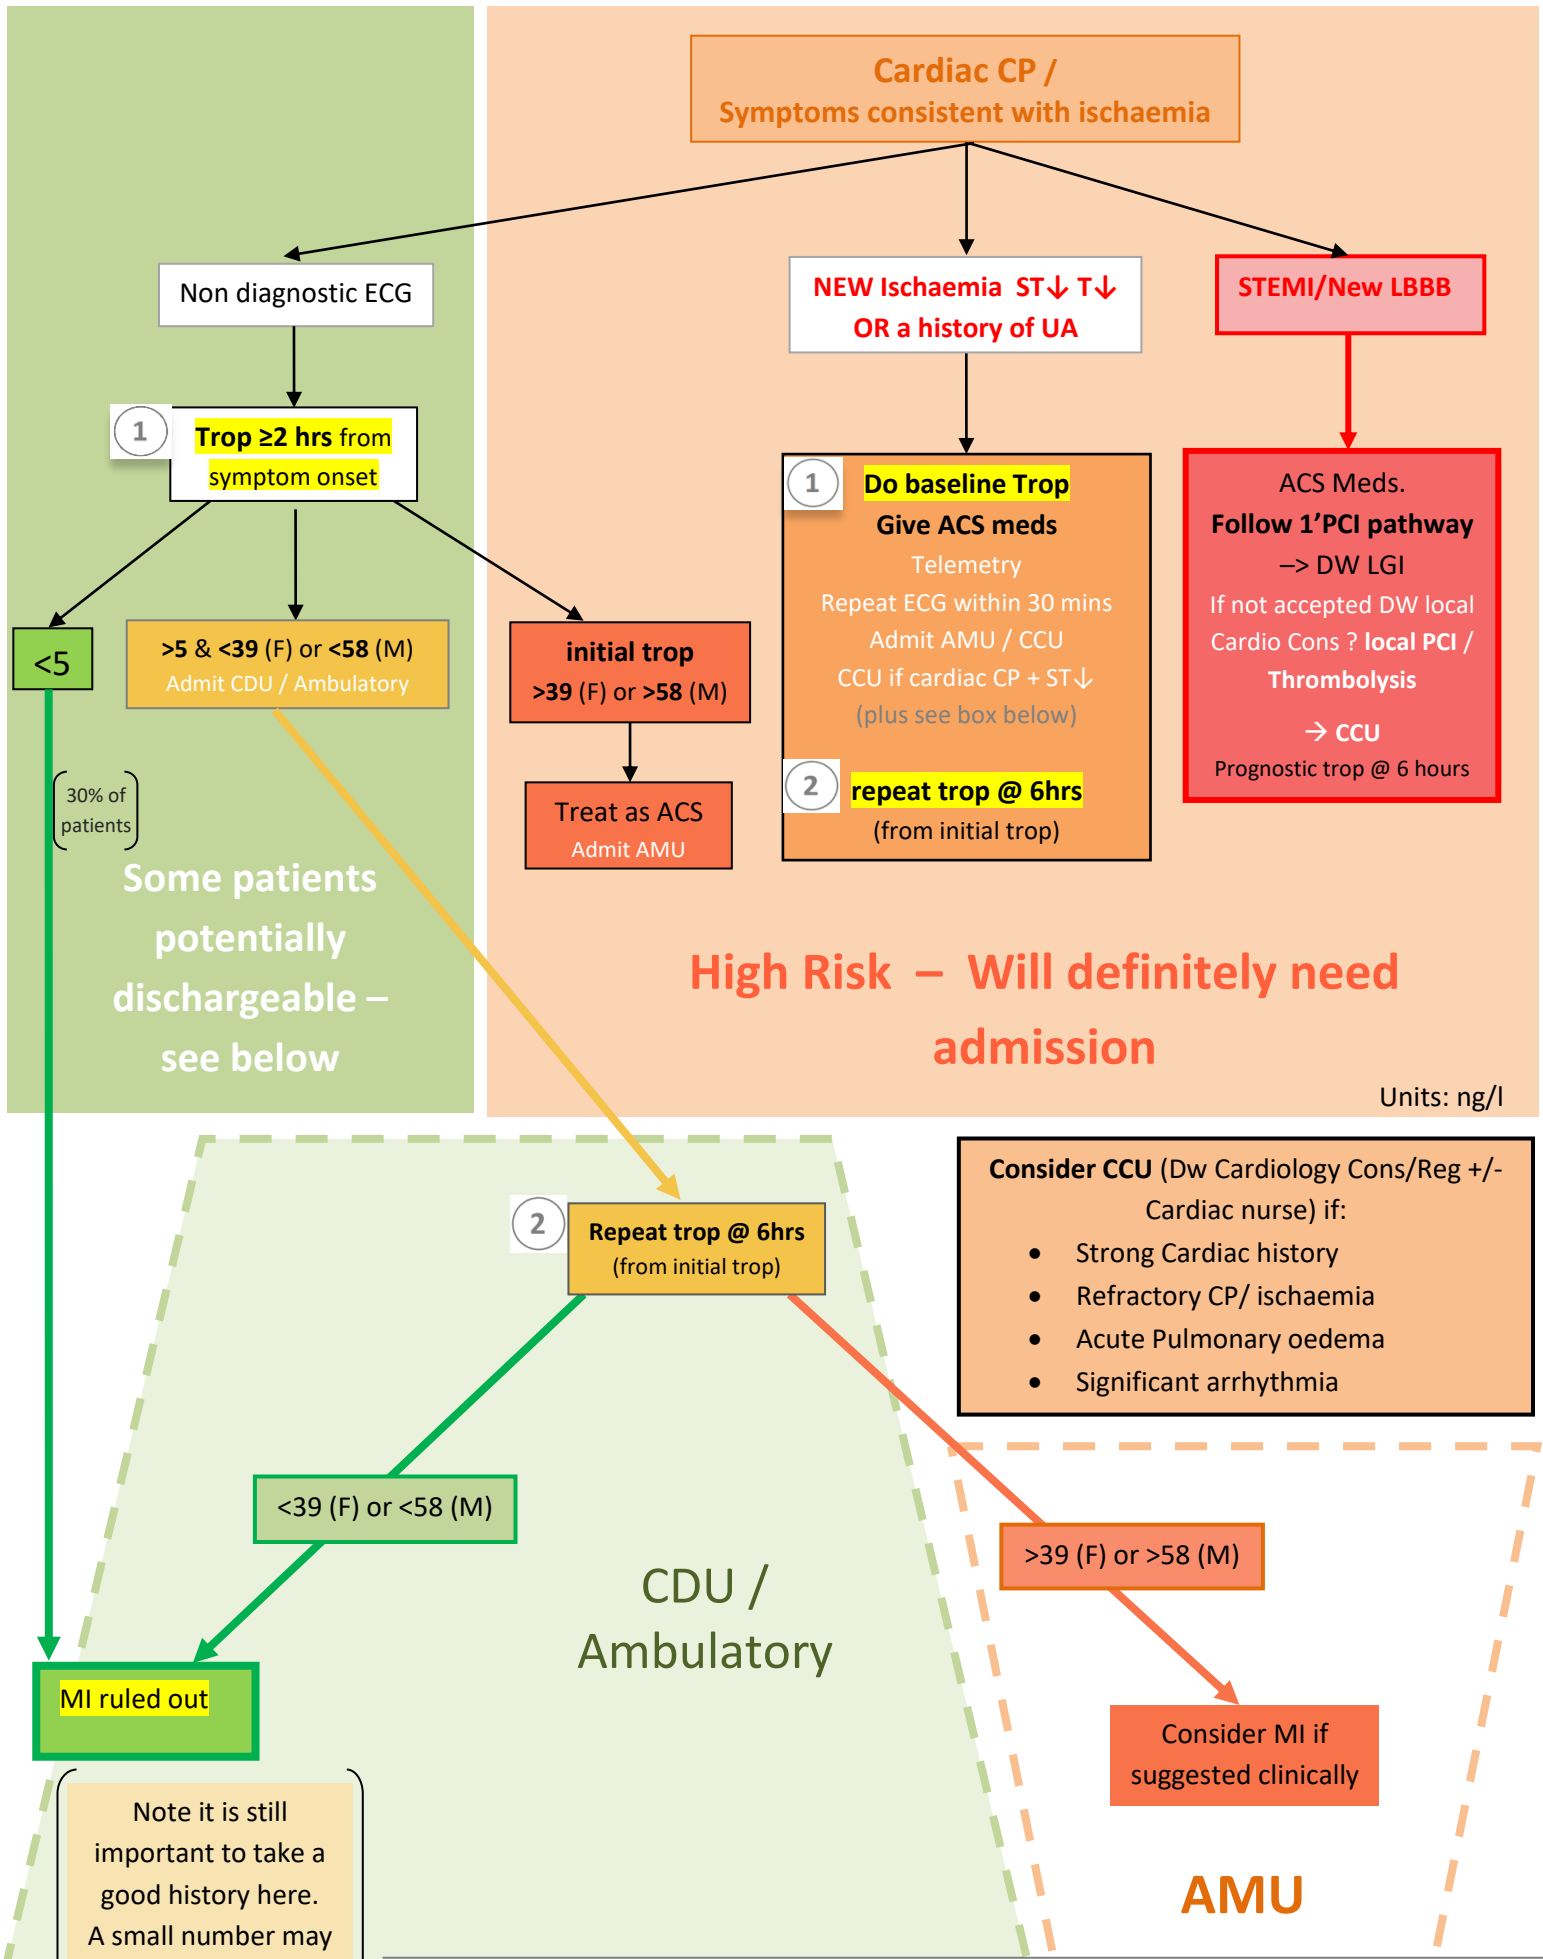 Cardiac CP /
Symptoms consistent with ischaemia
Non diagnostic ECG
NEW Ischaemia ST↓ T↓
OR a history of UA
STEMI/New LBBB
1
Trop ≥2 hrs from
symptom onset
<5
>5 & <39 (F) or <58 (M)
Admit CDU / Ambulatory
initial trop
>39 (F) or >58 (M)
Treat as ACS
Admit AMU
1
Do baseline Trop
Give ACS meds
Telemetry
Repeat ECG within 30 mins
Admit AMU / CCU
CCU if cardiac CP + ST↓
(plus see box below)
2
repeat trop @ 6hrs
(from initial trop)
ACS Meds.
Follow 1’PCI pathway
–> DW LGI
If not accepted DW local
Cardio Cons ? local PCI /
Thrombolysis
→ CCU
Prognostic trop @ 6 hours
30% of
patients
Some patients
potentially
dischargeable –
see below
High Risk – Will definitely need
admission
Units: ng/l
2
Repeat trop @ 6hrs
(from initial trop)
Consider CCU (Dw Cardiology Cons/Reg +/-
Cardiac nurse) if:
• Strong Cardiac history
• Refractory CP/ ischaemia
• Acute Pulmonary oedema
• Significant arrhythmia
<39 (F) or <58 (M)
>39 (F) or >58 (M)
CDU /
Ambulatory
MI ruled out
Consider MI if
suggested clinically
Note it is still
important to take a
good history here.
A small number may
AMU